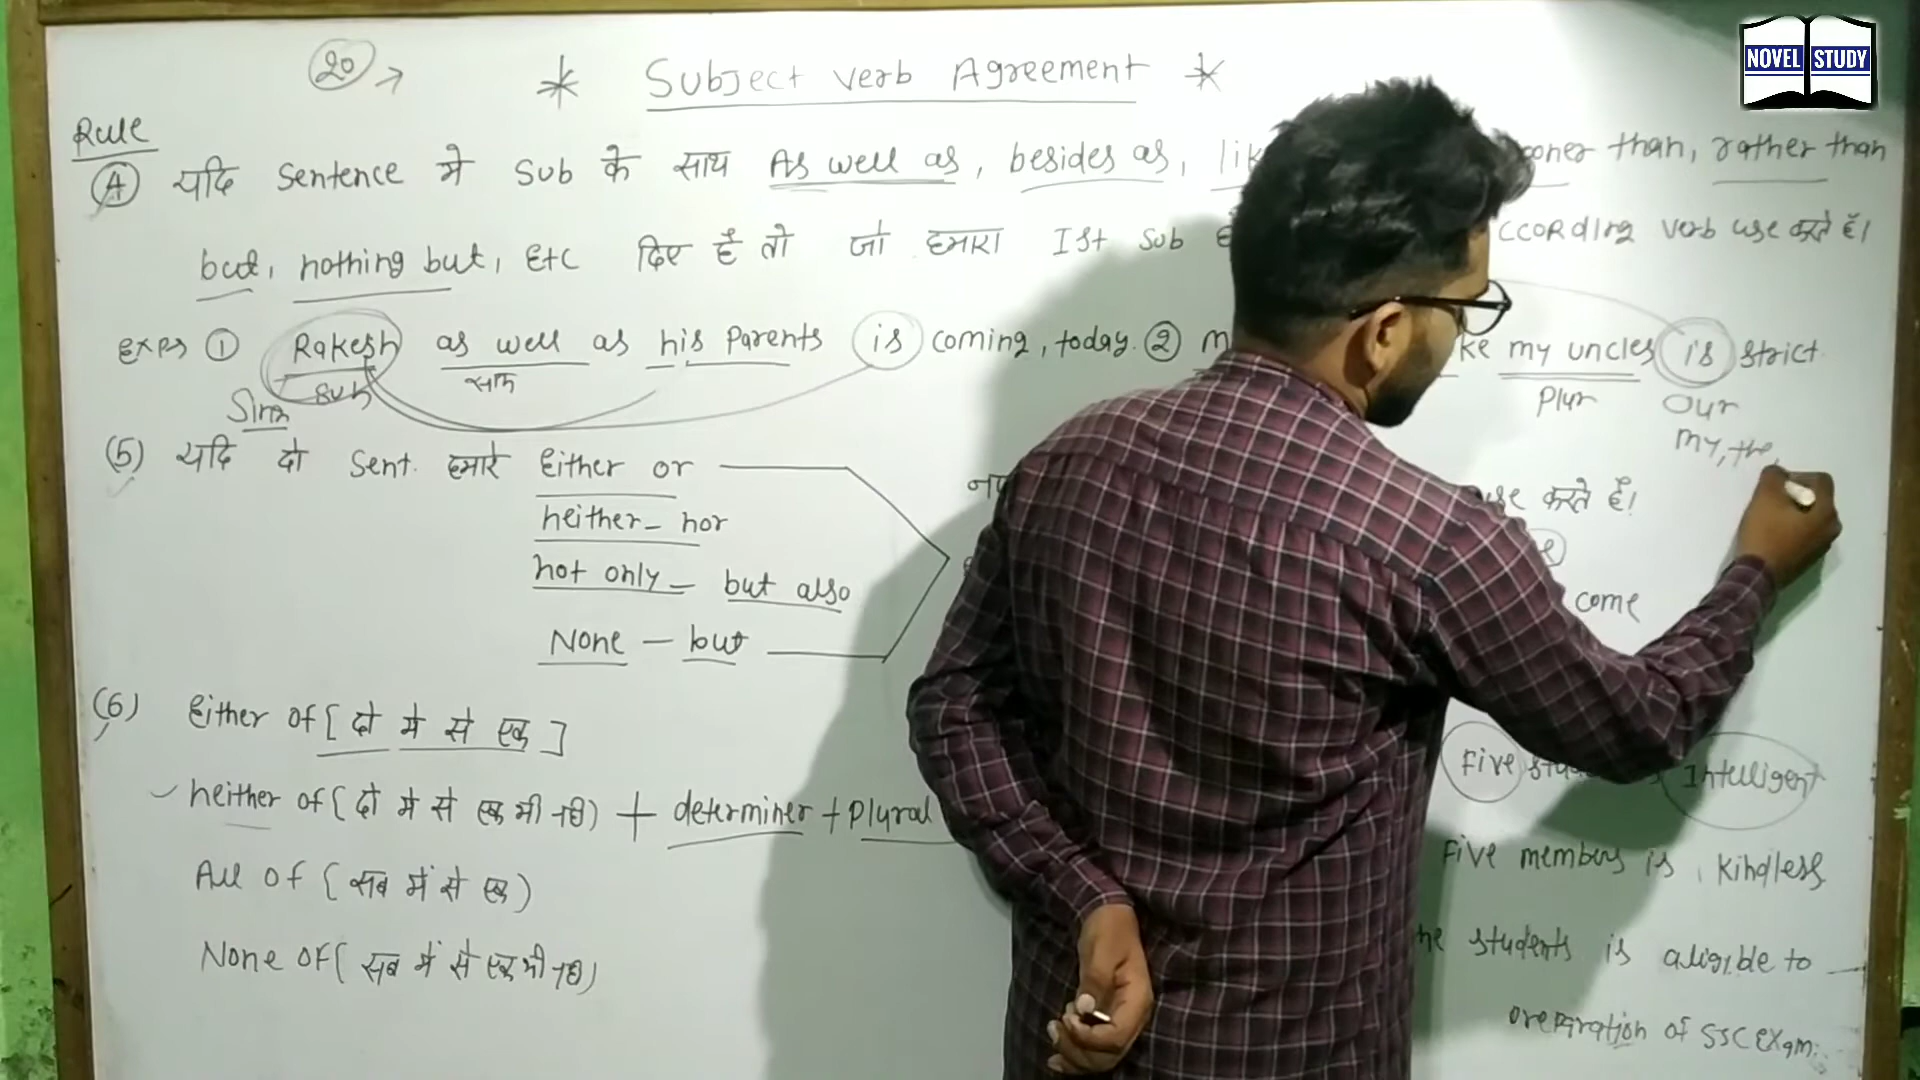 NOVEL STUDY
20 → * Subject verb Agreement *
Rule
(4) यदि sentence मे Sub के साथ As well as, besides as, lik oner than, rather than
but, nothing but, Etc दिए है तो जो हमारा Ist Sub ccording verb use करते हैं।
Exps ① Rakesh as well as his Parents is coming, today. ② m ke my uncles is strict
Sing Sub साथ Plur Our
my, the,
(5) यदि दो Sent. हमारे Either or use करते हैं!
neither_ nor
not only_ but also come
None – but
(6) Either of [दो मे से एक]
Five Intelligent
neither of (दो मे से एक भी नही) + determiner + Plural
Five members is kindless
All of (सब में से एक)
he students is aligible to
None of (सब में से एक भी नही)
preparation of SSC Exam.